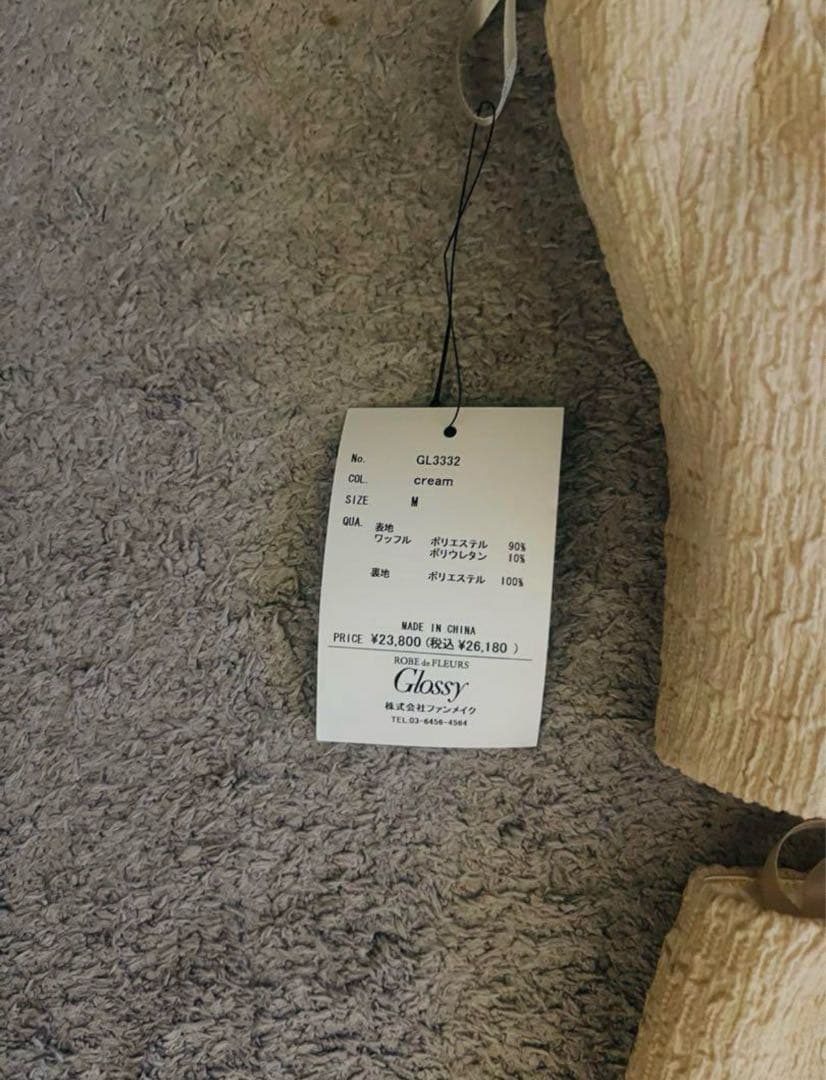 No. GL3332
COL. cream
SIZE M
QUA. 表地
ワッフル ポリエステル 90%
ポリウレタン 10%
裏地 ポリエステル 100%
MADE IN CHINA
PRICE ¥23,800 (税込 ¥26,180 )
ROBE de FLEURS
Glossy
株式会社ファンメイク
TEL.03-6456-4564